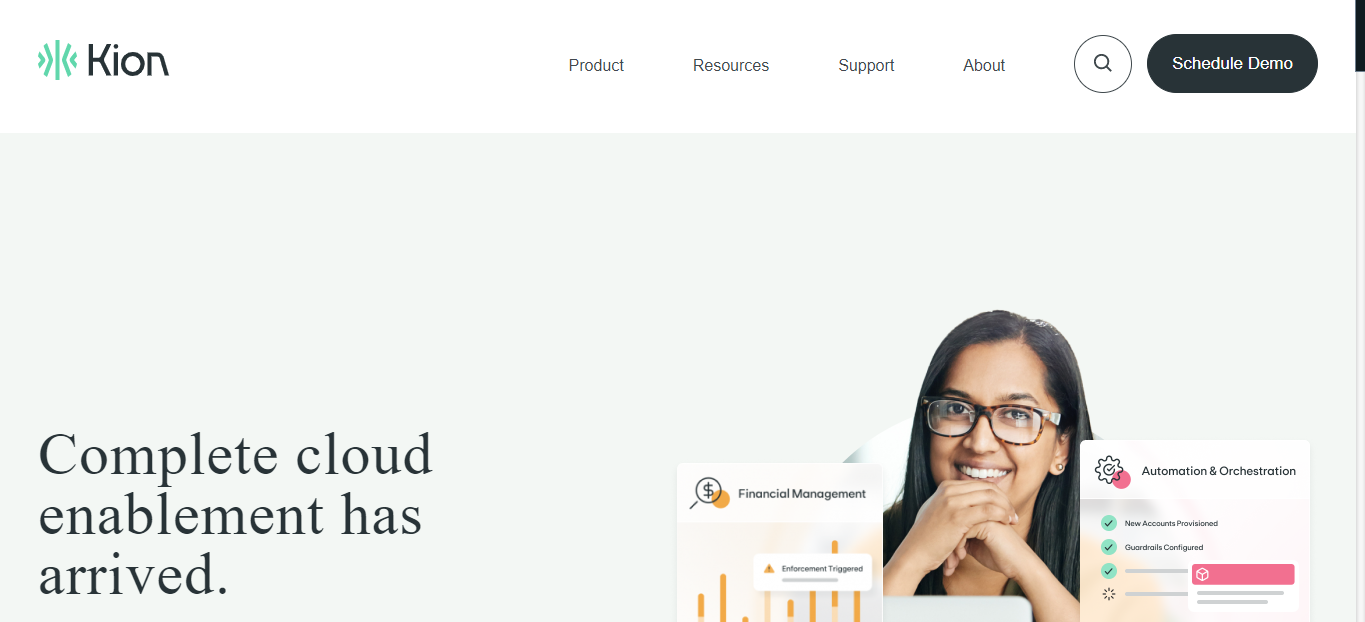 Kion
Product
Resources
Support
About
Schedule Demo
Complete cloud
enablement has
arrived.
Financial Management
Enforcement Triggered
Automation & Orchestration
New Accounts Provisioned
Guardrails Configured